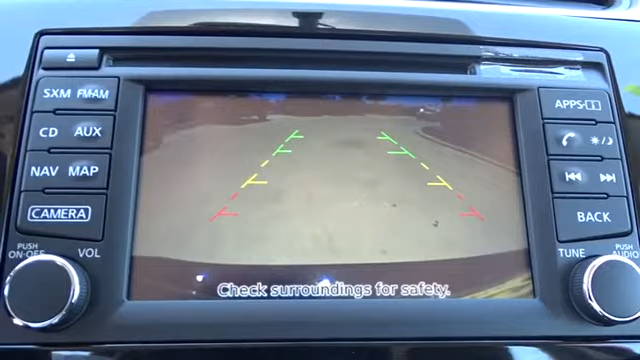 SXM FM·AM
CD AUX
NAV MAP
CAMERA
PUSH
ON·OFF
VOL
Check surroundings for safety.
APPS·
BACK
TUNE
PUSH
AUDIO